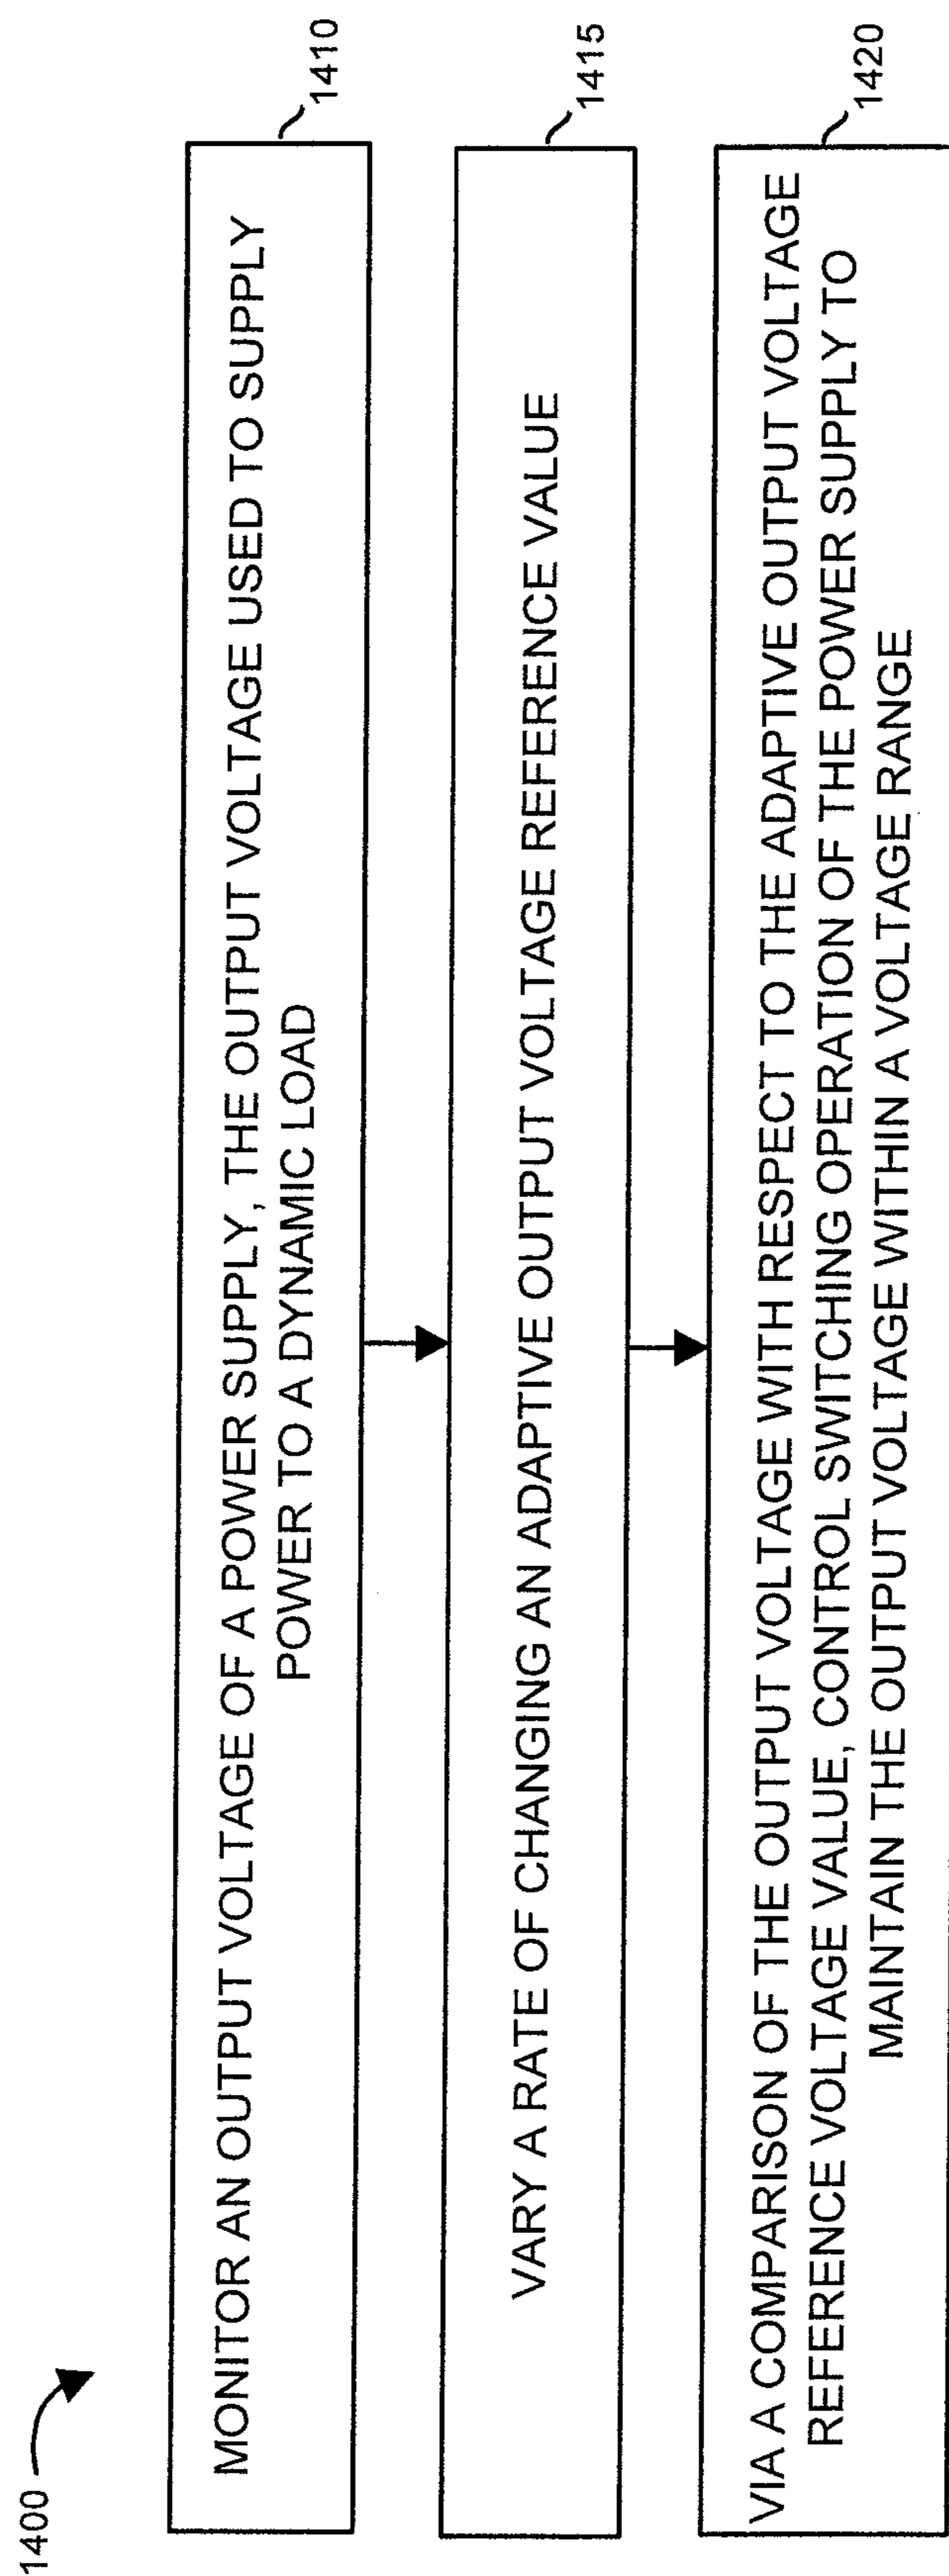 1400
MONITOR AN OUTPUT VOLTAGE OF A POWER SUPPLY, THE OUTPUT VOLTAGE USED TO SUPPLY
POWER TO A DYNAMIC LOAD
1410
VARY A RATE OF CHANGING AN ADAPTIVE OUTPUT VOLTAGE REFERENCE VALUE
1415
VIA A COMPARISON OF THE OUTPUT VOLTAGE WITH RESPECT TO THE ADAPTIVE OUTPUT VOLTAGE
REFERENCE VOLTAGE VALUE, CONTROL SWITCHING OPERATION OF THE POWER SUPPLY TO
MAINTAIN THE OUTPUT VOLTAGE WITHIN A VOLTAGE RANGE
1420